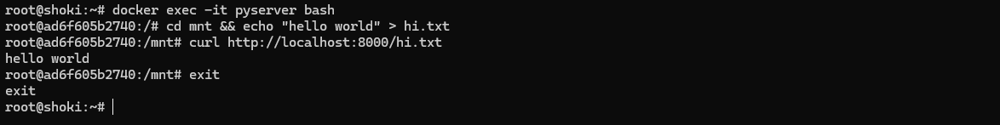 root@shoki:~# docker exec -it pyserver bash
root@ad6f605b2740:/# cd mnt && echo "hello world" > hi.txt
root@ad6f605b2740:/mnt# curl http://localhost:8000/hi.txt
hello world
root@ad6f605b2740:/mnt# exit
exit
root@shoki:~#